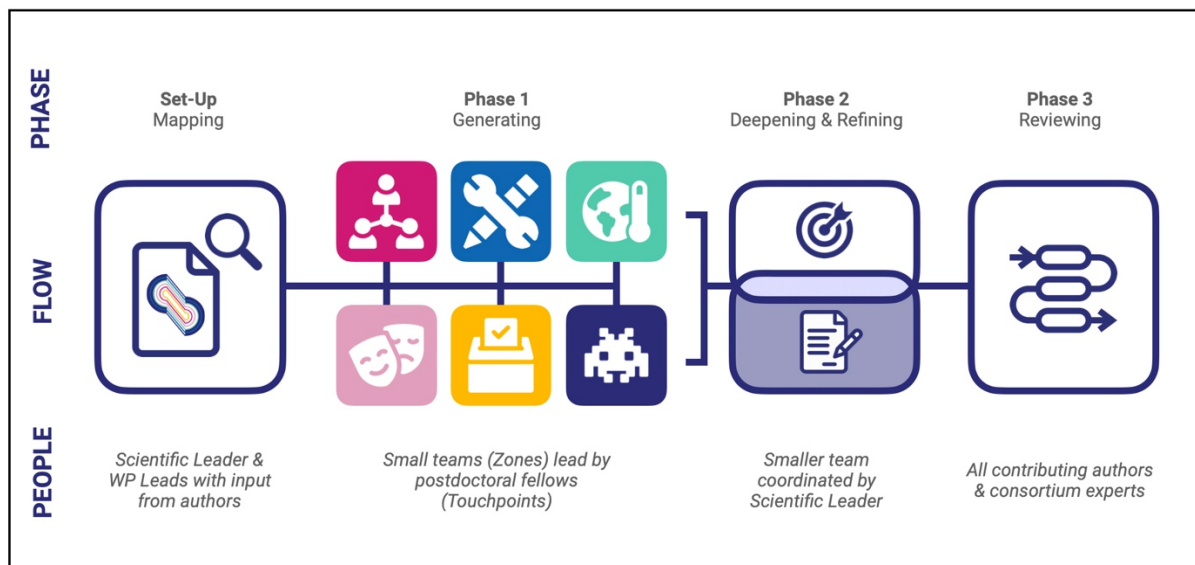 PHASE
Set-Up
Mapping
Phase 1
Generating
Phase 2
Deepening & Refining
Phase 3
Reviewing
FLOW
PEOPLE
Scientific Leader &
WP Leads with input
from authors
Small teams (Zones) lead by
postdoctoral fellows
(Touchpoints)
Smaller team
coordinated by
Scientific Leader
All contributing authors
& consortium experts